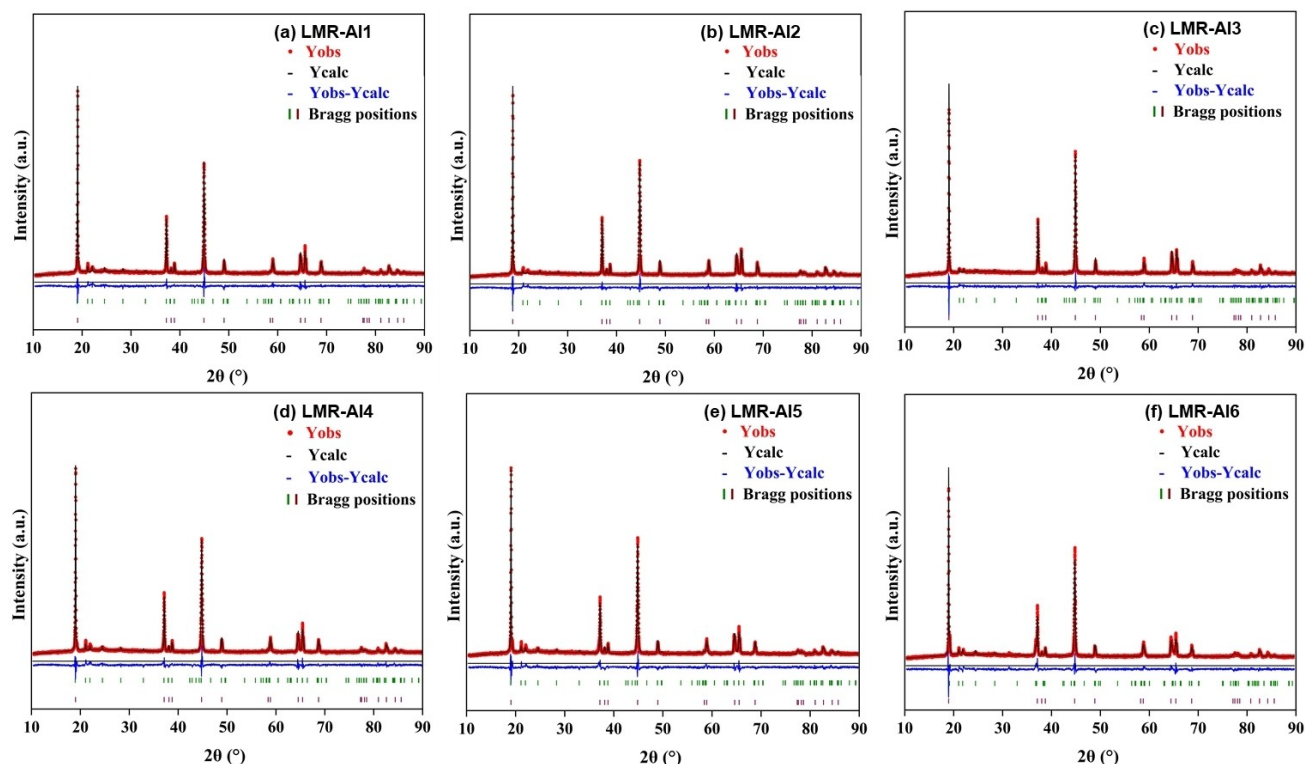 (a) LMR-Al1
Yobs
Ycalc
Yobs-Ycalc
Bragg positions
Intensity (a.u.)
10 20 30 40 50 60 70 80 90
2θ (°)
(b) LMR-Al2
Yobs
Ycalc
Yobs-Ycalc
Bragg positions
Intensity (a.u.)
10 20 30 40 50 60 70 80 90
2θ (°)
(c) LMR-Al3
Yobs
Ycalc
Yobs-Ycalc
Bragg positions
Intensity (a.u.)
10 20 30 40 50 60 70 80 90
2θ (°)
(d) LMR-Al4
Yobs
Ycalc
Yobs-Ycalc
Bragg positions
Intensity (a.u.)
10 20 30 40 50 60 70 80 90
2θ (°)
(e) LMR-Al5
Yobs
Ycalc
Yobs-Ycalc
Bragg positions
Intensity (a.u.)
10 20 30 40 50 60 70 80 90
2θ (°)
(f) LMR-Al6
Yobs
Ycalc
Yobs-Ycalc
Bragg positions
Intensity (a.u.)
10 20 30 40 50 60 70 80 90
2θ (°)